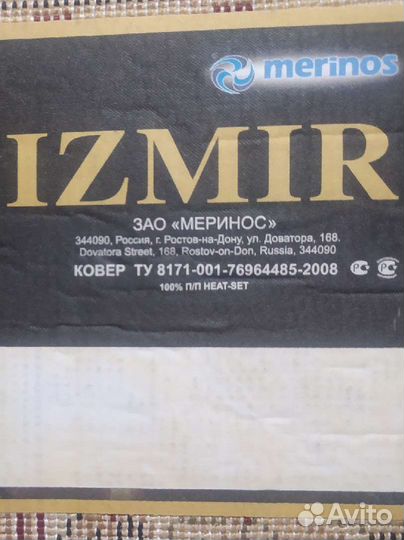 merinos
IZMIR
ЗАО «МЕРИНОС»
344090, Россия, г. Ростов-на-Дону, ул. Доватора, 168.
Dovatora Street, 168, Rostov-on-Don, Russia, 344090
КОВЕР ТУ 8171-001-76964485-2008
100% П/П HEAT-SET
Avito